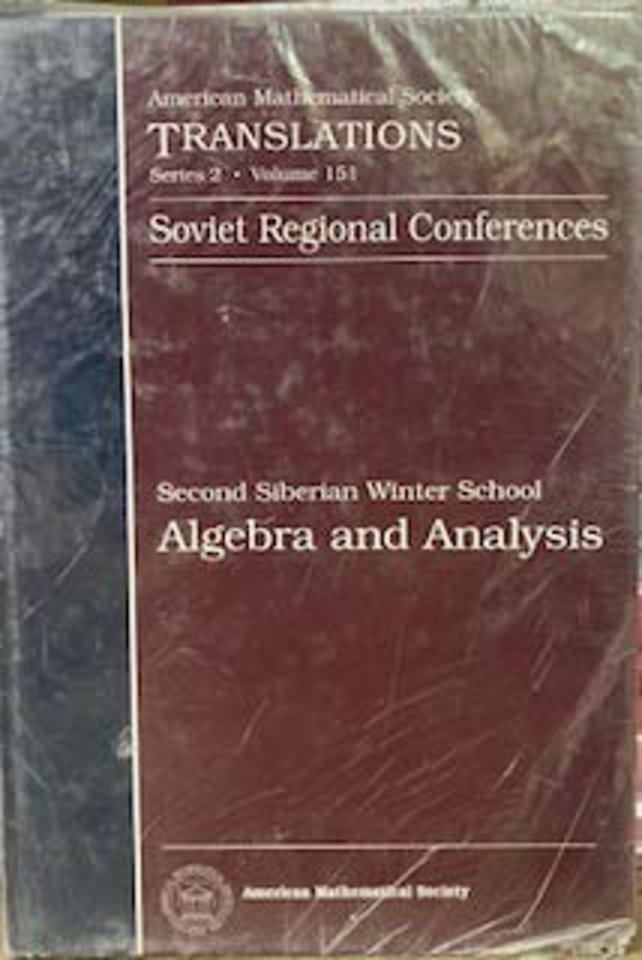 American Mathematical Society
TRANSLATIONS
Series 2 • Volume 151
Soviet Regional Conferences
Second Siberian Winter School
Algebra and Analysis
American Mathematical Society